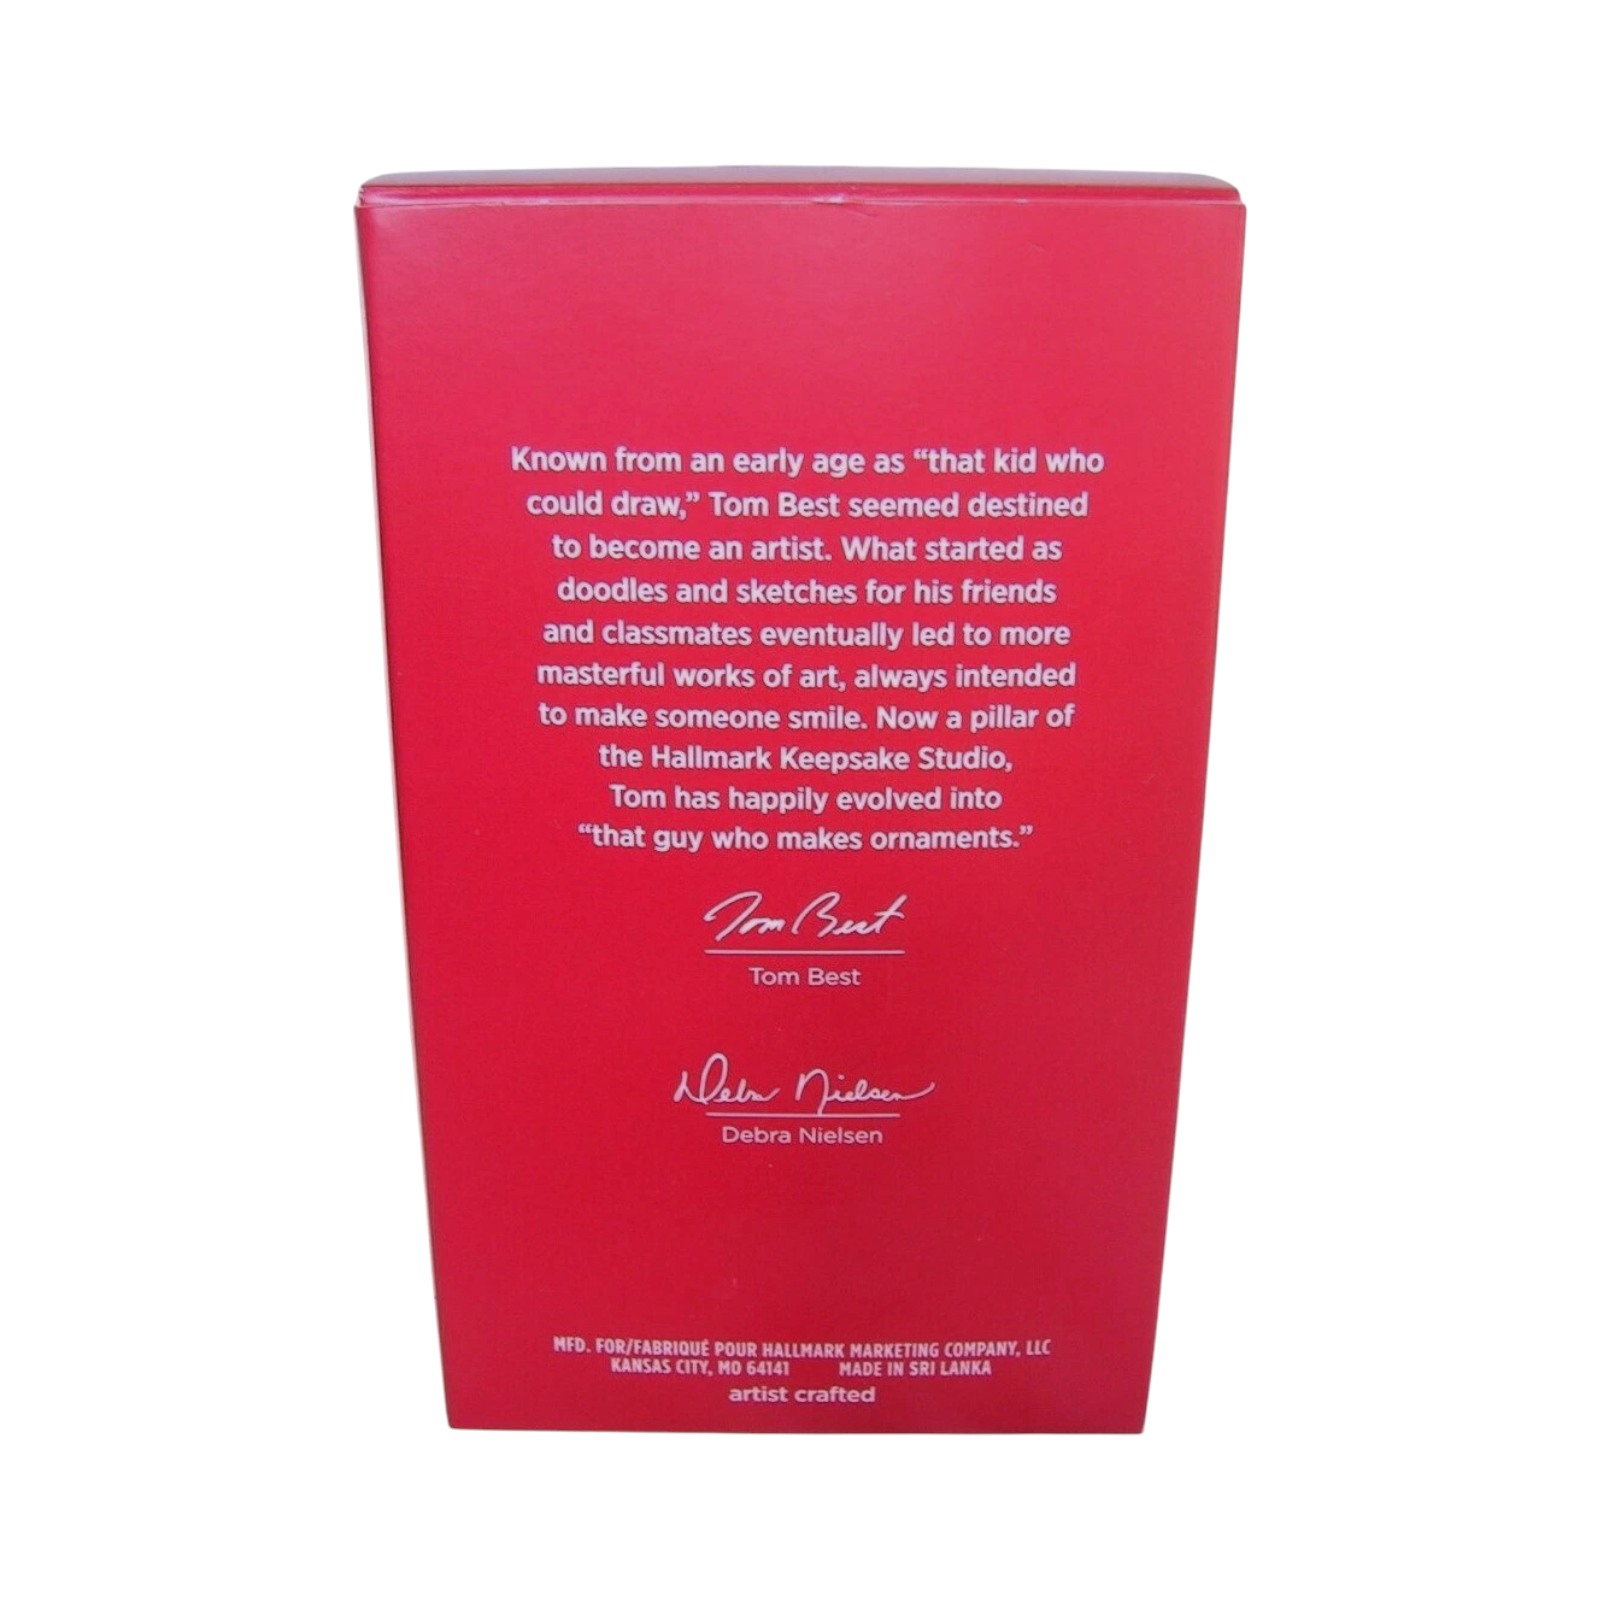 Known from an early age as “that kid who
could draw,” Tom Best seemed destined
to become an artist. What started as
doodles and sketches for his friends
and classmates eventually led to more
masterful works of art, always intended
to make someone smile. Now a pillar of
the Hallmark Keepsake Studio,
Tom has happily evolved into
“that guy who makes ornaments.”
Tom Best
Tom Best
Debra Nielsen
Debra Nielsen
MFD. FOR/FABRIQUÉ POUR HALLMARK MARKETING COMPANY, LLC
KANSAS CITY, MO 64141 MADE IN SRI LANKA
artist crafted